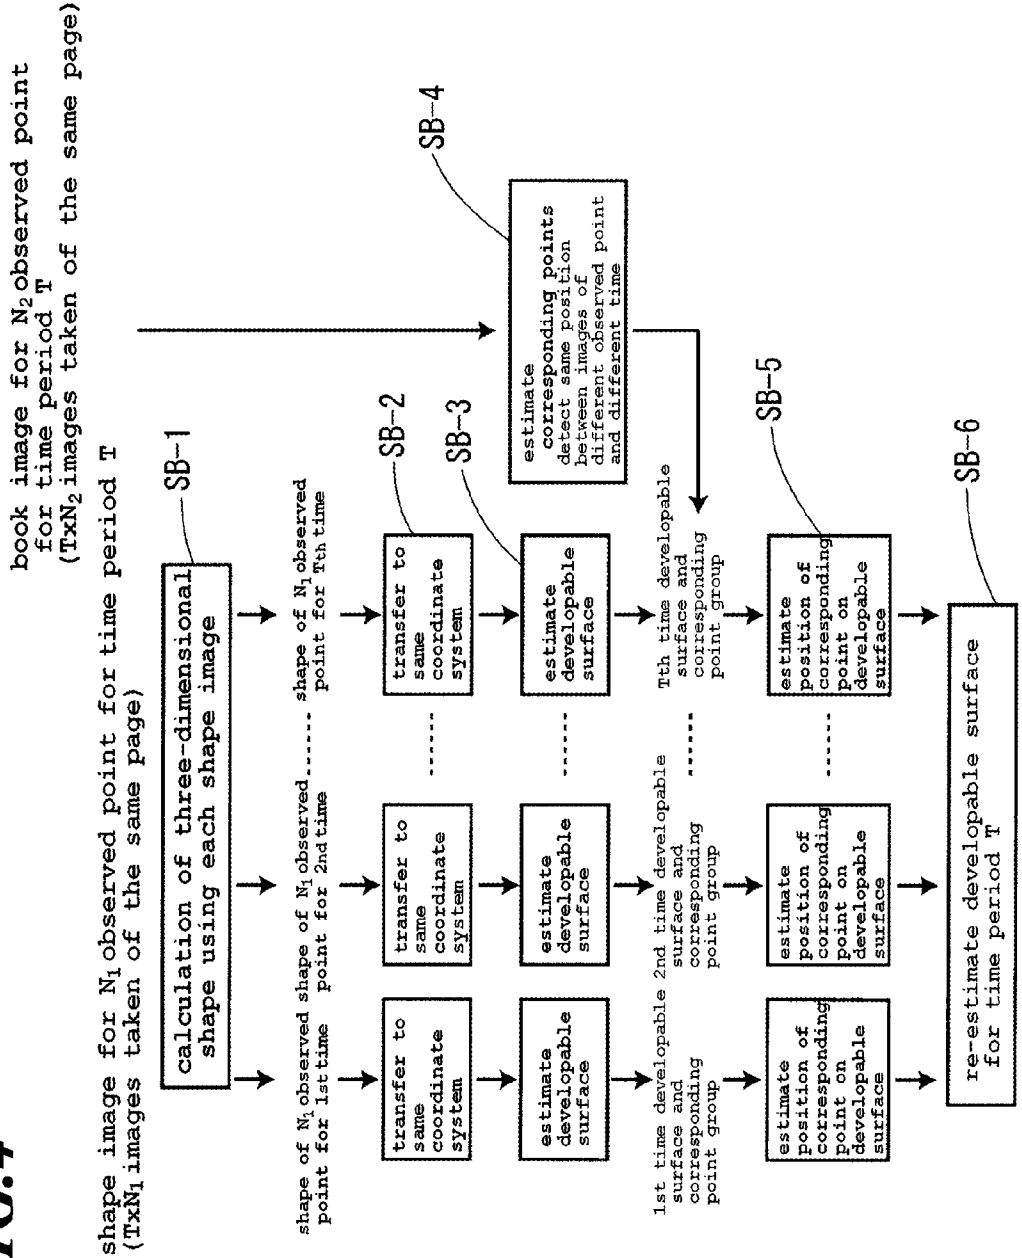 FIG.4
book image for N2 observed point
for time period T
(TxN2 images taken of the same page)
shape image for N1 observed point for time period T
(TxN1 images taken of the same page)
SB-1
calculation of three-dimensional
shape using each shape image
shape of N1 observed
point for 1st time
shape of N1 observed
point for 2nd time
shape of N1 observed
point for Tth time
SB-2
transfer to
same
coordinate
system
transfer to
same
coordinate
system
transfer to
same
coordinate
system
SB-3
estimate
developable
surface
estimate
developable
surface
estimate
developable
surface
SB-4
estimate
corresponding points
detect same position
between images of
different observed point
and different time
1st time developable
surface and
corresponding
point group
2nd time developable
surface and
corresponding
point group
Tth time developable
surface and
corresponding
point group
SB-5
estimate
position of
corresponding
point on
developable
surface
estimate
position of
corresponding
point on
developable
surface
estimate
position of
corresponding
point on
developable
surface
SB-6
re-estimate developable surface
for time period T